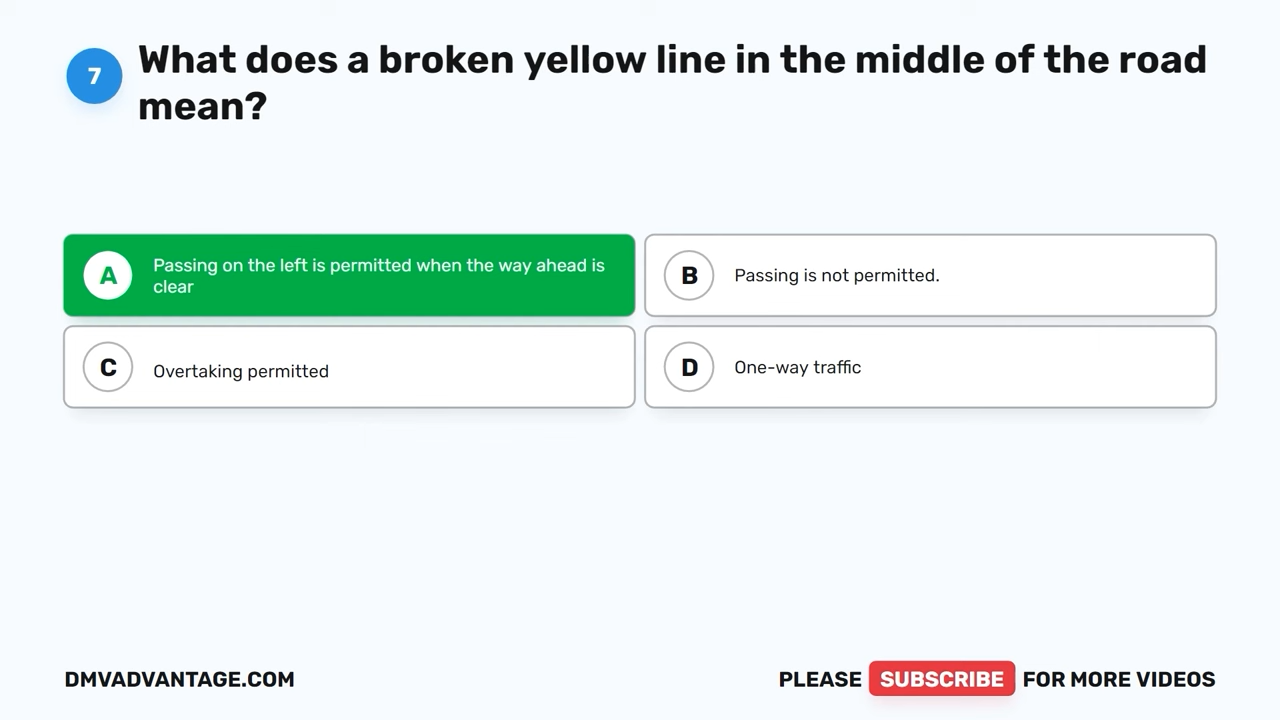 7
What does a broken yellow line in the middle of the road
mean?
A
Passing on the left is permitted when the way ahead is
clear
B
Passing is not permitted.
C
Overtaking permitted
D
One-way traffic
DMVADVANTAGE.COM
PLEASE SUBSCRIBE FOR MORE VIDEOS